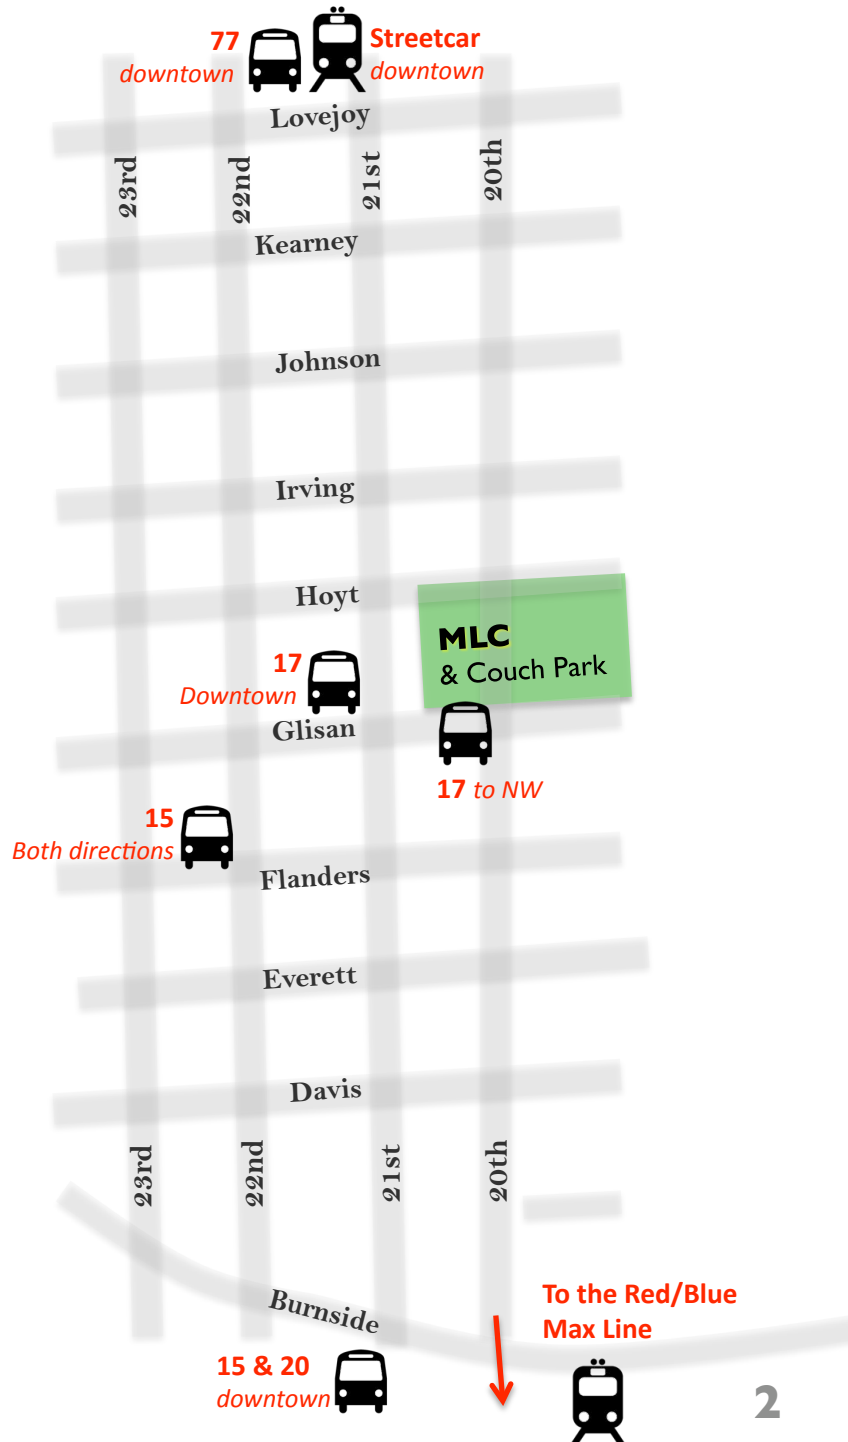 77
downtown
Streetcar
downtown
Lovejoy
23rd
22nd
21st
20th
Kearney
Johnson
Irving
Hoyt
MLC
& Couch Park
17
Downtown
Glisan
17 to NW
15
Both directions
Flanders
Everett
Davis
23rd
22nd
21st
20th
Burnside
To the Red/Blue
Max Line
15 & 20
downtown
2